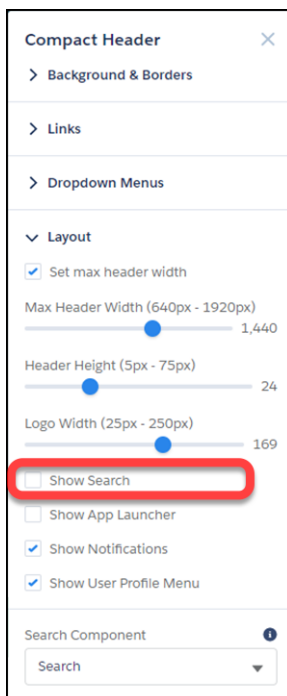 Compact Header
Background & Borders
Links
Dropdown Menus
Layout
Set max header width
Max Header Width (640px - 1920px)
1,440
Header Height (5px - 75px)
24
Logo Width (25px - 250px)
169
Show Search
Show App Launcher
Show Notifications
Show User Profile Menu
Search Component
Search